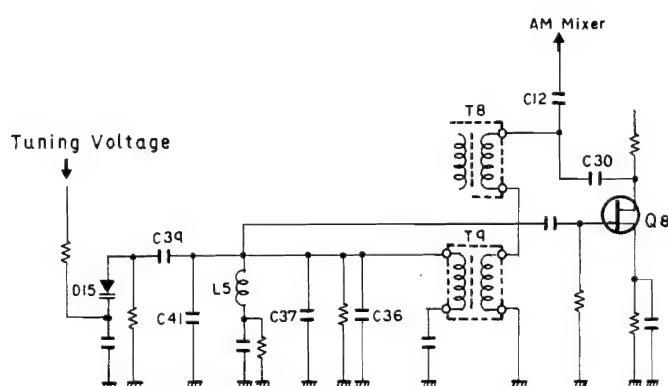 AM Mixer
C12
T8
Tuning Voltage
C30
Q8
C39
T9
D15
L5
C41
C37
C36